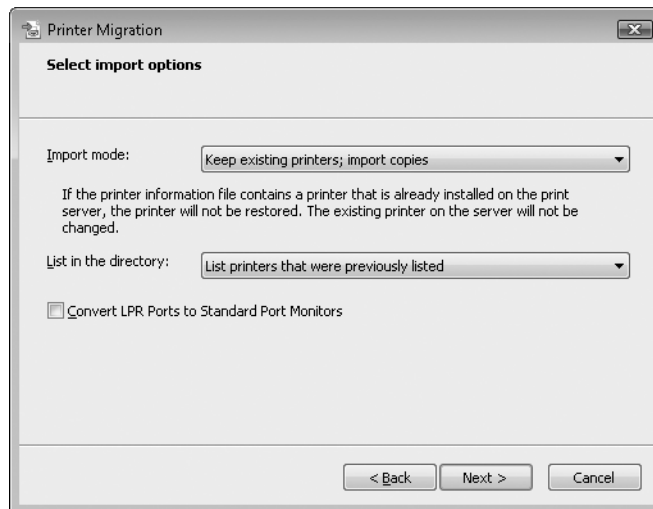 Printer Migration
Select import options
Import mode:
Keep existing printers; import copies
If the printer information file contains a printer that is already installed on the print
server, the printer will not be restored. The existing printer on the server will not be
changed.
List in the directory:
List printers that were previously listed
Convert LPR Ports to Standard Port Monitors
< Back
Next >
Cancel